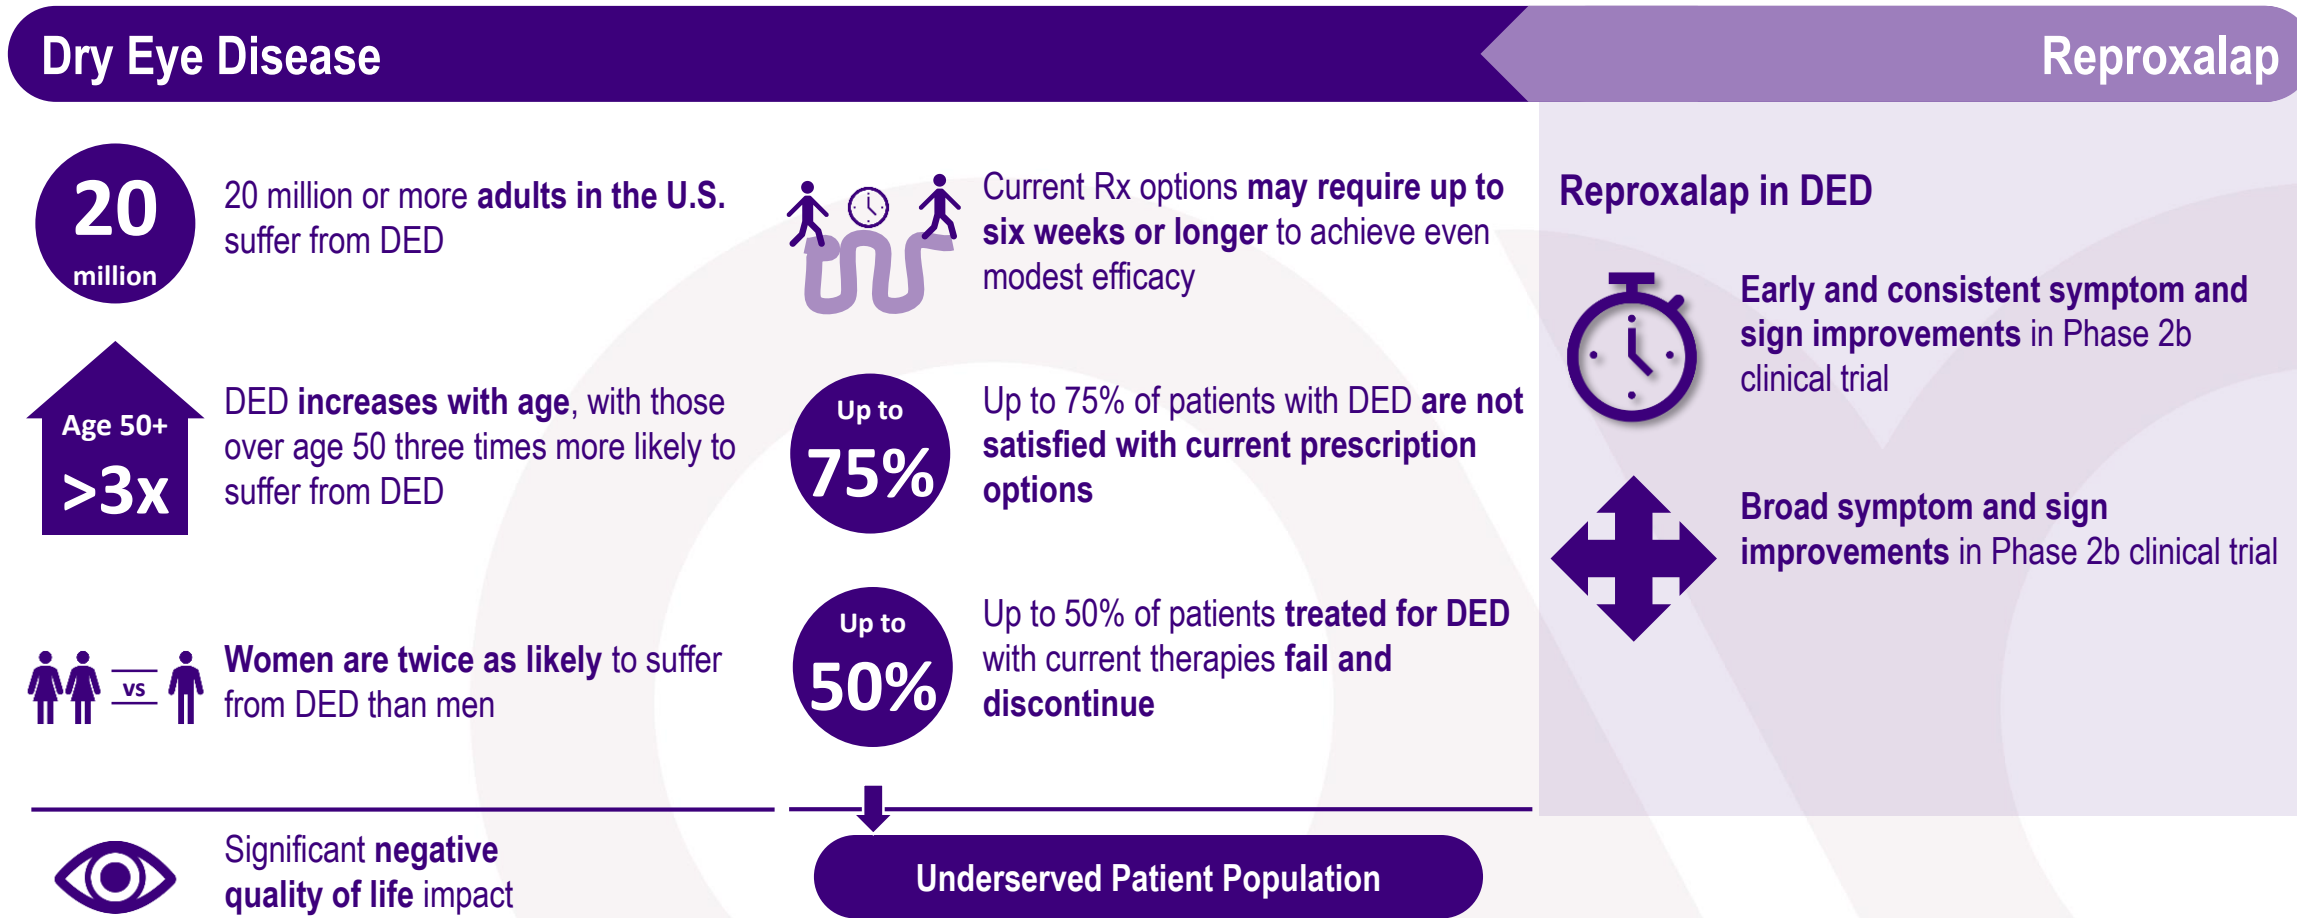 Dry Eye Disease
Reproxalap
20
million
20 million or more adults in the U.S.
suffer from DED
Age 50+
>3x
DED increases with age, with those
over age 50 three times more likely to
suffer from DED
vs
Women are twice as likely to suffer
from DED than men
Significant negative
quality of life impact
Current Rx options may require up to
six weeks or longer to achieve even
modest efficacy
Up to
75%
Up to 75% of patients with DED are not
satisfied with current prescription
options
Up to
50%
Up to 50% of patients treated for DED
with current therapies fail and
discontinue
Underserved Patient Population
Reproxalap in DED
Early and consistent symptom and
sign improvements in Phase 2b
clinical trial
Broad symptom and sign
improvements in Phase 2b clinical trial